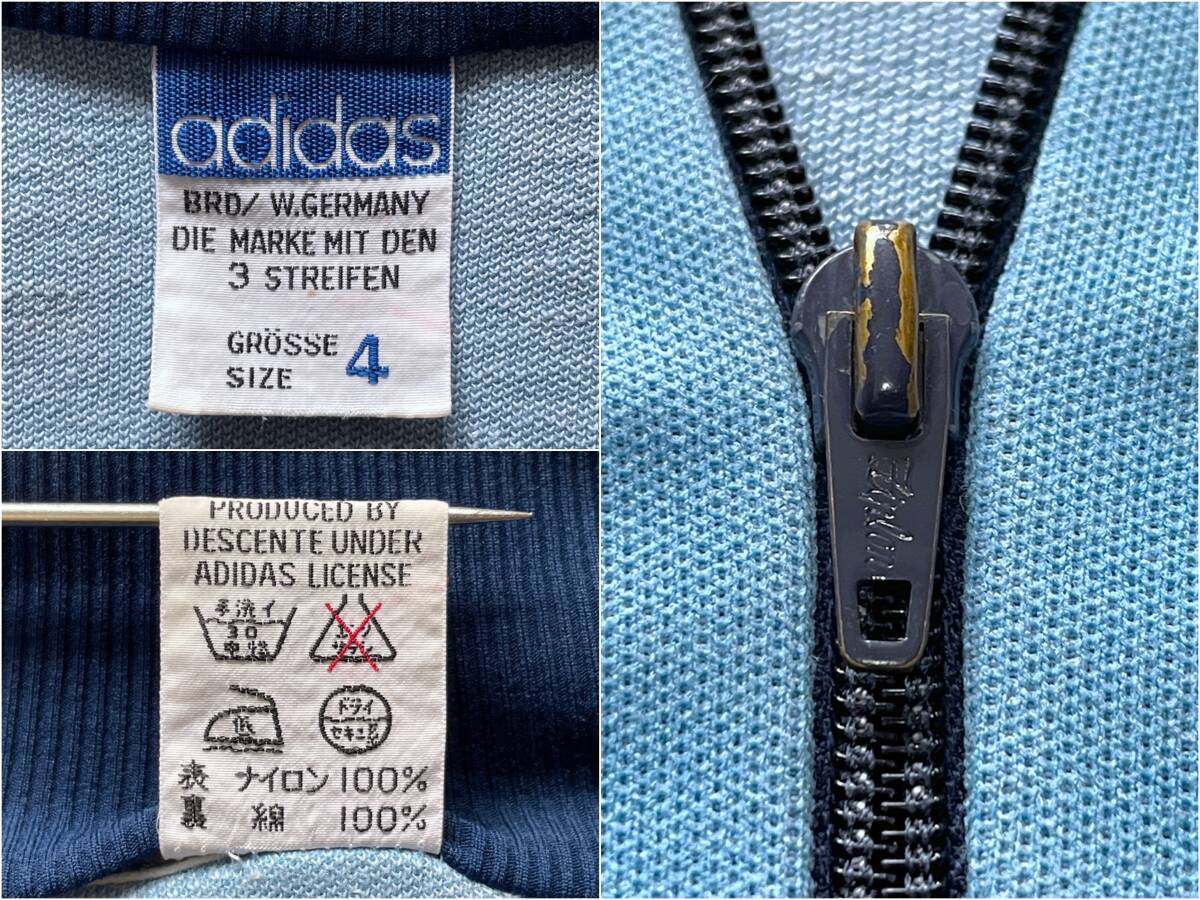 adidas
BRD/ W.GERMANY
DIE MARKE MIT DEN
3 STREIFEN
GRÖSSE
SIZE 4
PRODUCED BY
DESCENTE UNDER
ADIDAS LICENSE
手洗イ
30
中性
低
ドライ
セキユ系
表 ナイロン 100%
裏 綿 100%